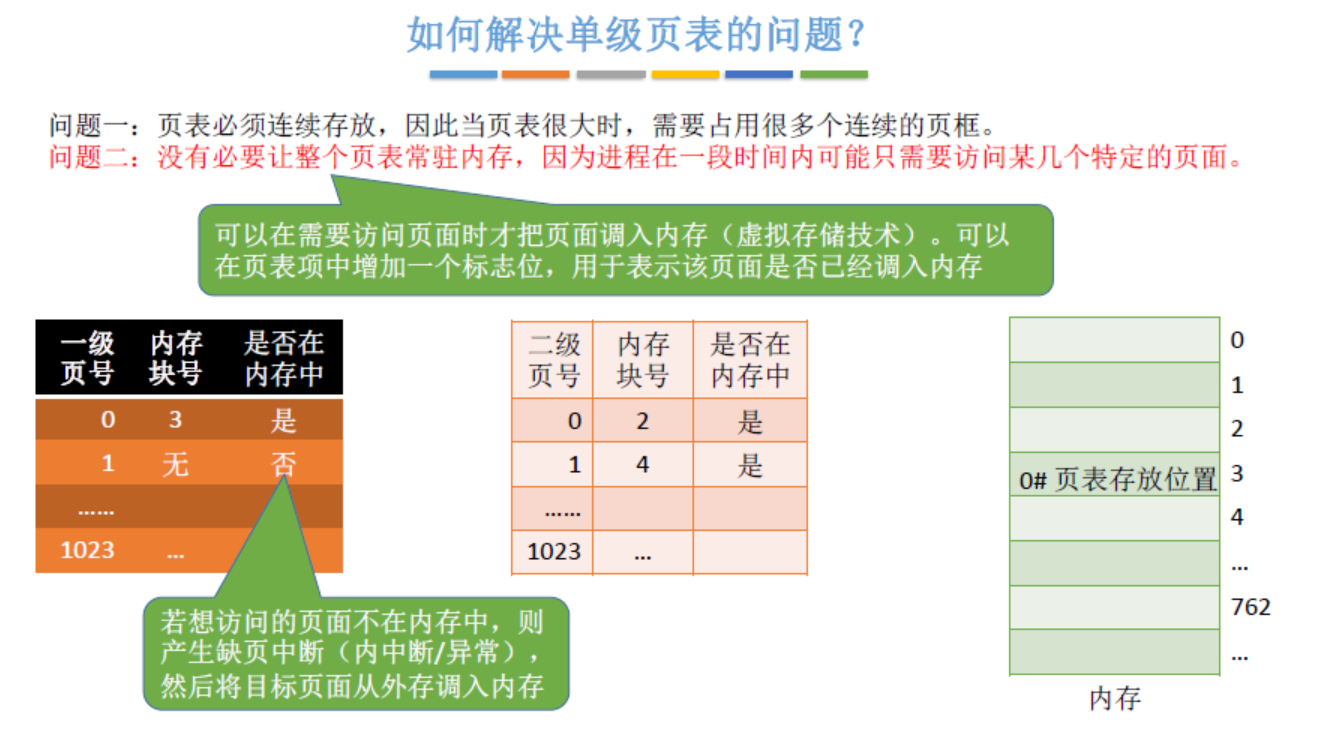 如何解决单级页表的问题？
问题一：页表必须连续存放，因此当页表很大时，需要占用很多个连续的页框。
问题二：没有必要让整个页表常驻内存，因为进程在一段时间内可能只需要访问某几个特定的页面。
可以在需要访问页面时才把页面调入内存（虚拟存储技术）。可以
在页表项中增加一个标志位，用于表示该页面是否已经调入内存
一级 内存 是否在
页号 块号 内存中
0 3 是
1 无 否
......
1023 ...
若想访问的页面不在内存中，则
产生缺页中断（内中断/异常），
然后将目标页面从外存调入内存
二级 内存 是否在
页号 块号 内存中
0 2 是
1 4 是
......
1023 ...
0
1
2
0# 页表存放位置 3
4
...
762
...
内存